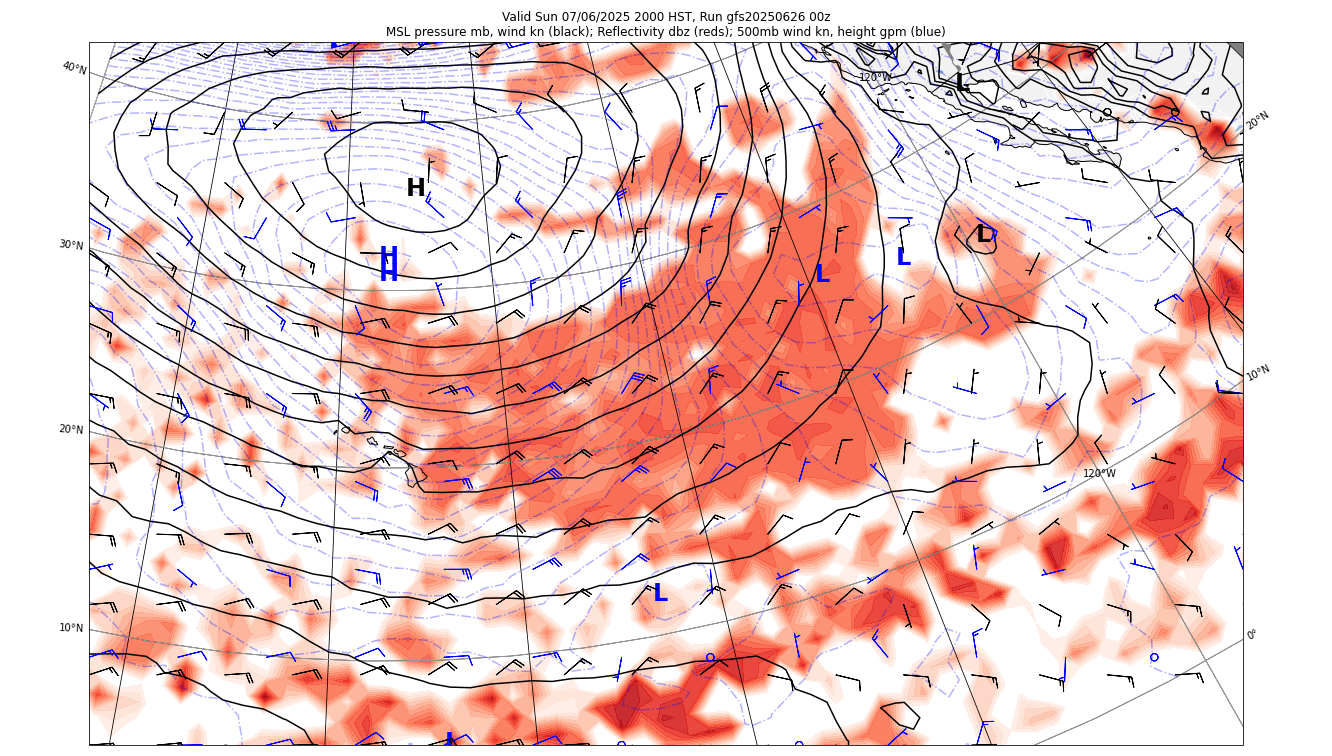 Valid Sun 07/06/2025 2000 HST, Run gfs20250626 00z
MSL pressure mb, wind kn (black); Reflectivity dbz (reds); 500mb wind kn, height gpm (blue)
40°N
120°W
L
20°N
H
30°N
L
H
H
L
L
10°N
20°N
120°W
L
10°N
0°
L